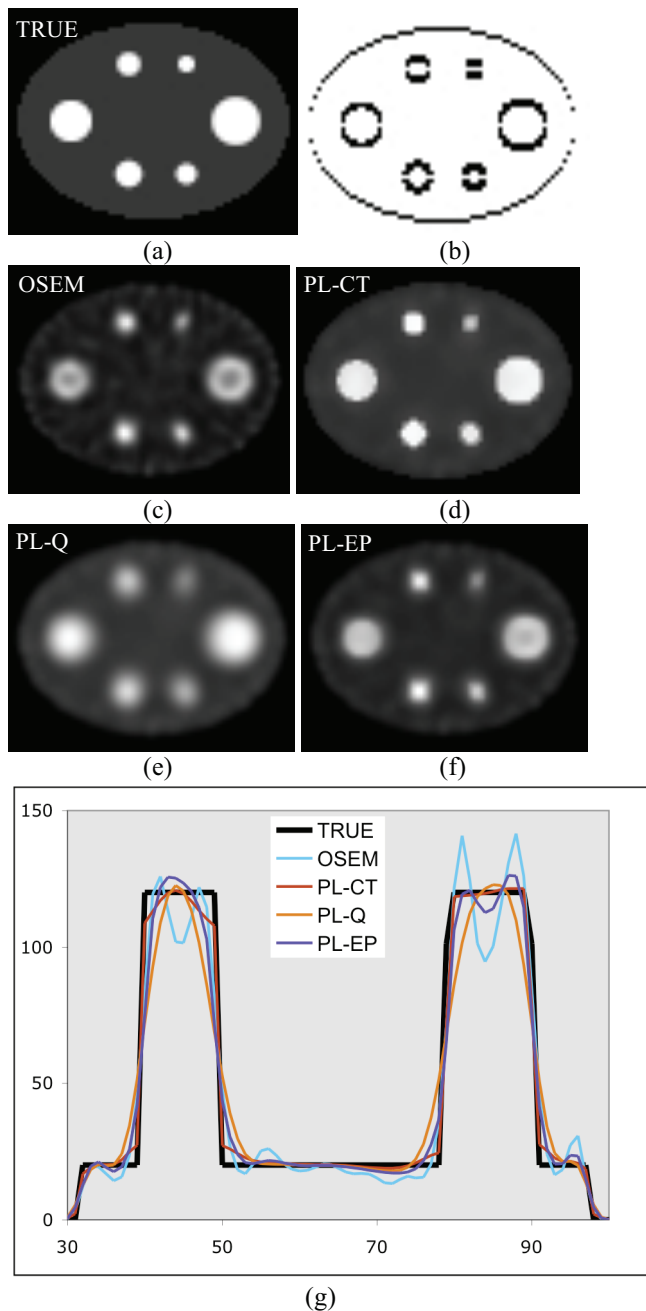 TRUE
(a)
(b)
OSEM
PL-CT
(c)
(d)
PL-Q
PL-EP
(e)
(f)
150
100
50
0
TRUE
OSEM
PL-CT
PL-Q
PL-EP
30
50
70
90
(g)